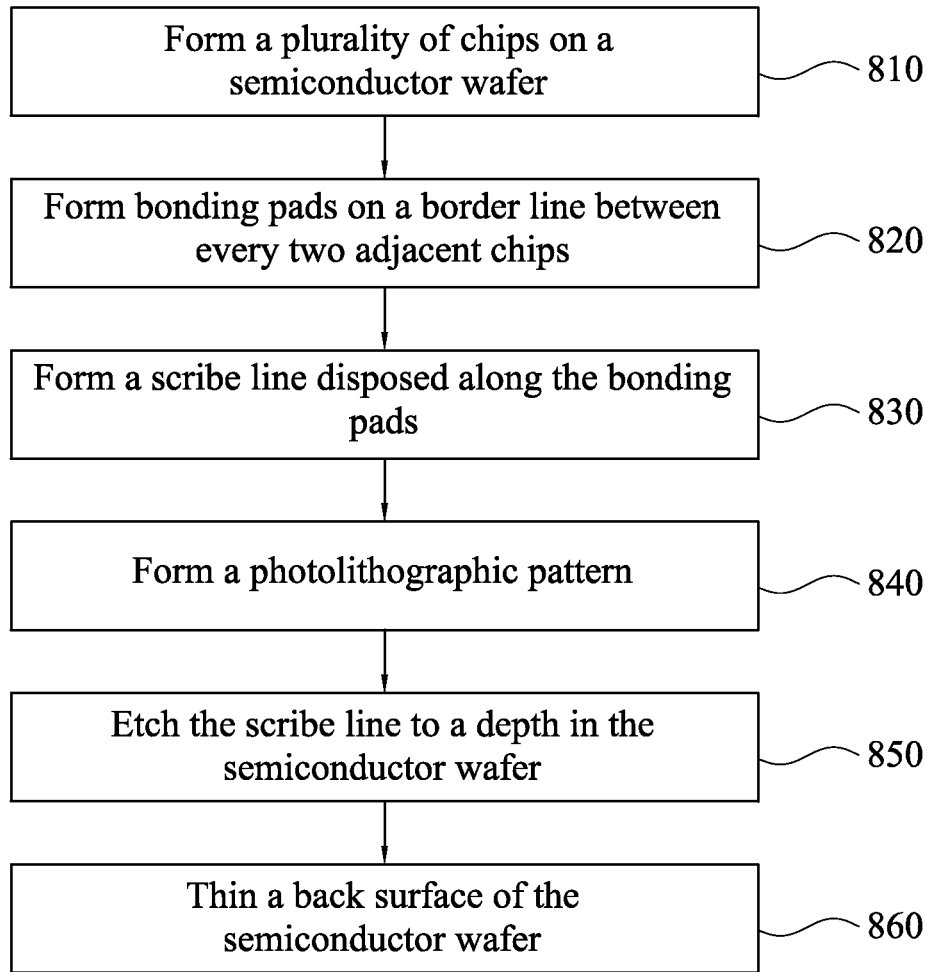 Form a plurality of chips on a
semiconductor wafer
810
Form bonding pads on a border line between
every two adjacent chips
820
Form a scribe line disposed along the bonding
pads
830
Form a photolithographic pattern
840
Etch the scribe line to a depth in the
semiconductor wafer
850
Thin a back surface of the
semiconductor wafer
860